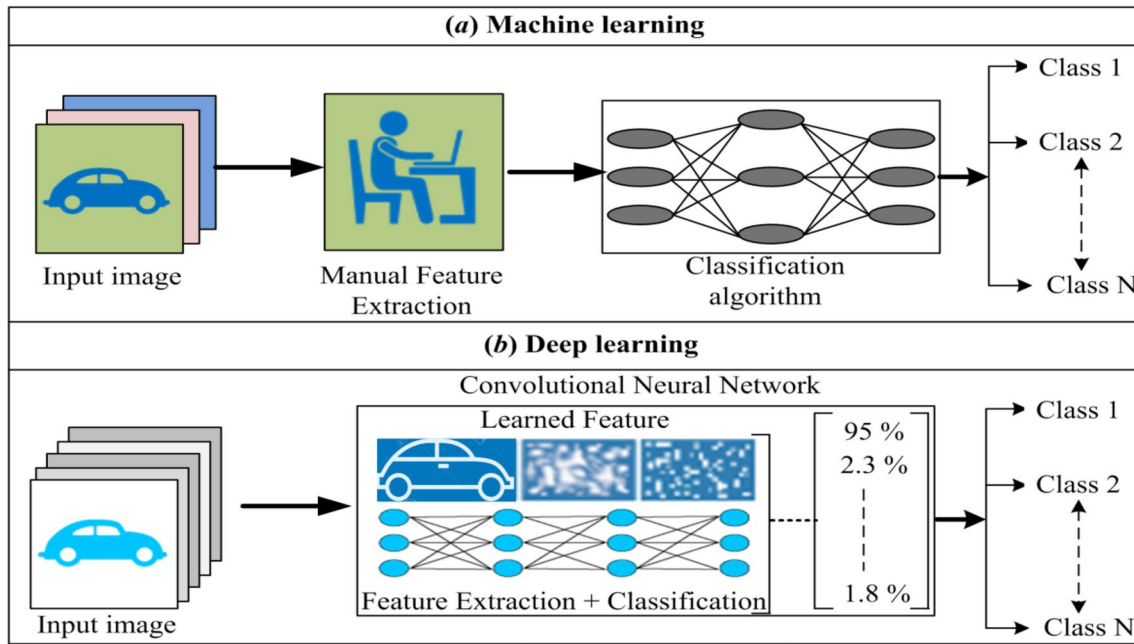 (a) Machine learning
Input image
Manual Feature
Extraction
Classification
algorithm
Class 1
Class 2
Class N
(b) Deep learning
Convolutional Neural Network
Learned Feature
Feature Extraction + Classification
95 %
2.3 %
1.8 %
Input image
Class 1
Class 2
Class N